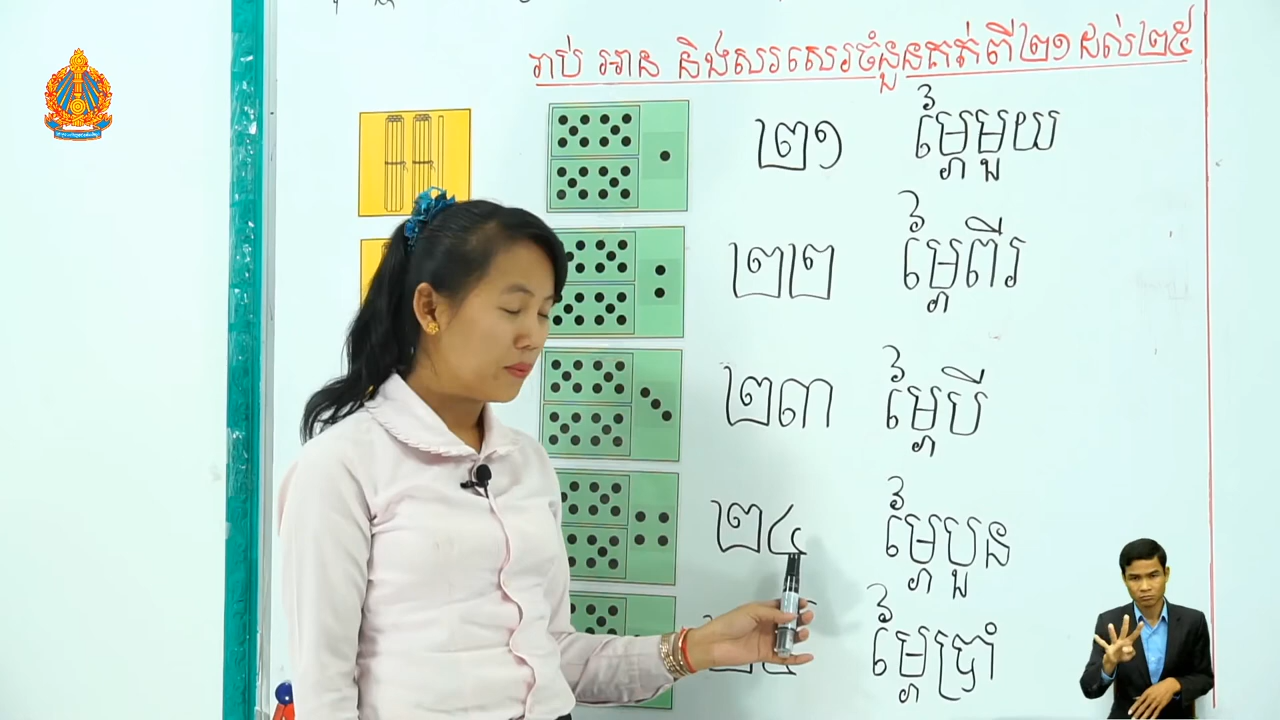 រាប់ អាន និងសរសេរចំនួនគត់ពី២១ ដល់២៥
២១ ម្ភៃមួយ
២២ ម្ភៃពីរ
២៣ ម្ភៃបី
២៤ ម្ភៃបួន
ម្ភៃប្រាំ